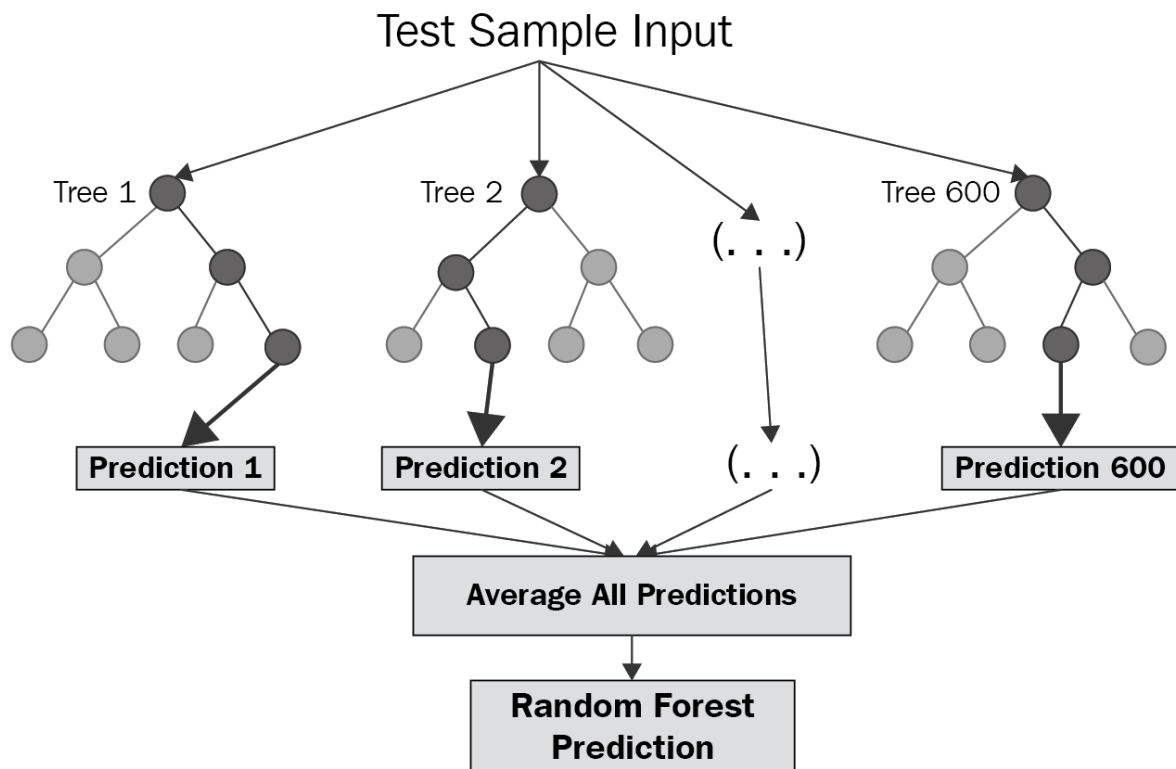 Test Sample Input
Tree 1
Tree 2
Tree 600
(. . .)
Prediction 1
Prediction 2
(. . .)
Prediction 600
Average All Predictions
Random Forest
Prediction